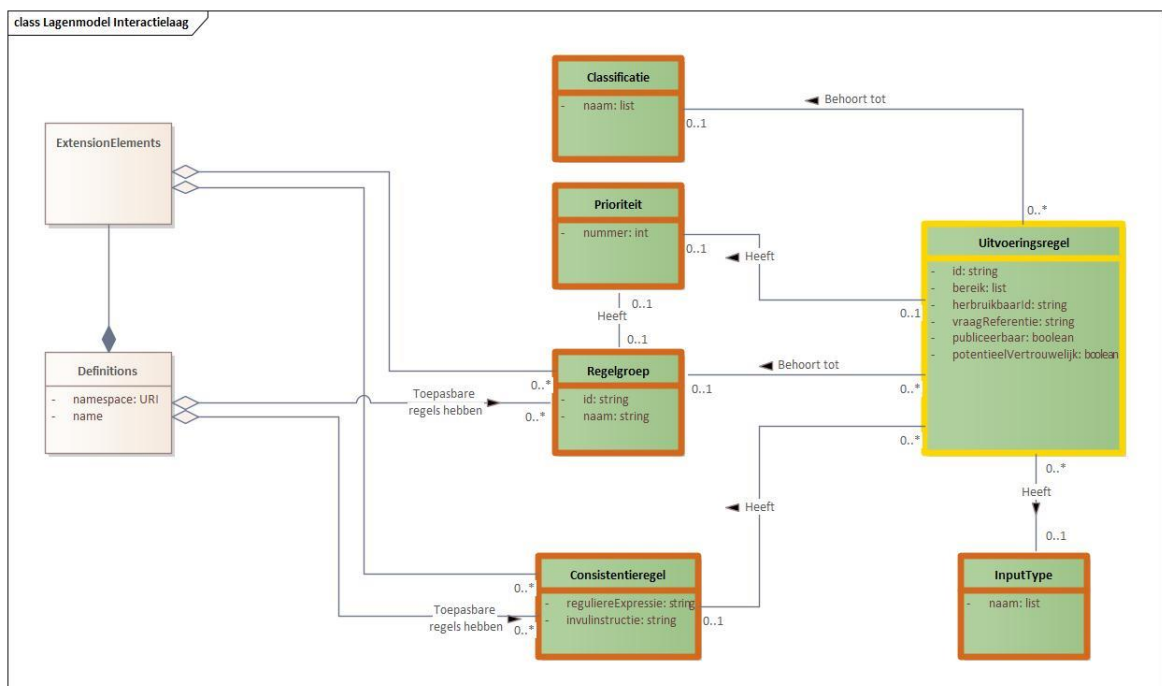 class Lagenmodel Interactielaag
Classificatie
- naam: list
Behoort tot
0..1
0..*
ExtensionElements
Prioriteit
- nummer: int
0..1
Heeft
0..1
0..1
Heeft
0..1
Uitvoeringsregel
- id: string
- bereik: list
- herbruikbaarId: string
- vraagReferentie: string
- publiceerbaar: boolean
- potentieelVertrouwelijk: boolean
Definitions
- namespace: URI
- name
Regelgroep
- id: string
- naam: string
0..*
Toepasbare
regels hebben
0..*
Behoort tot
0..1
0..*
0..*
Heeft
0..*
Heeft
0..1
Consistentieregel
- reguliereExpressie: string
- invulinstructie: string
0..*
Toepasbare
regels hebben
0..*
0..1
InputType
- naam: list